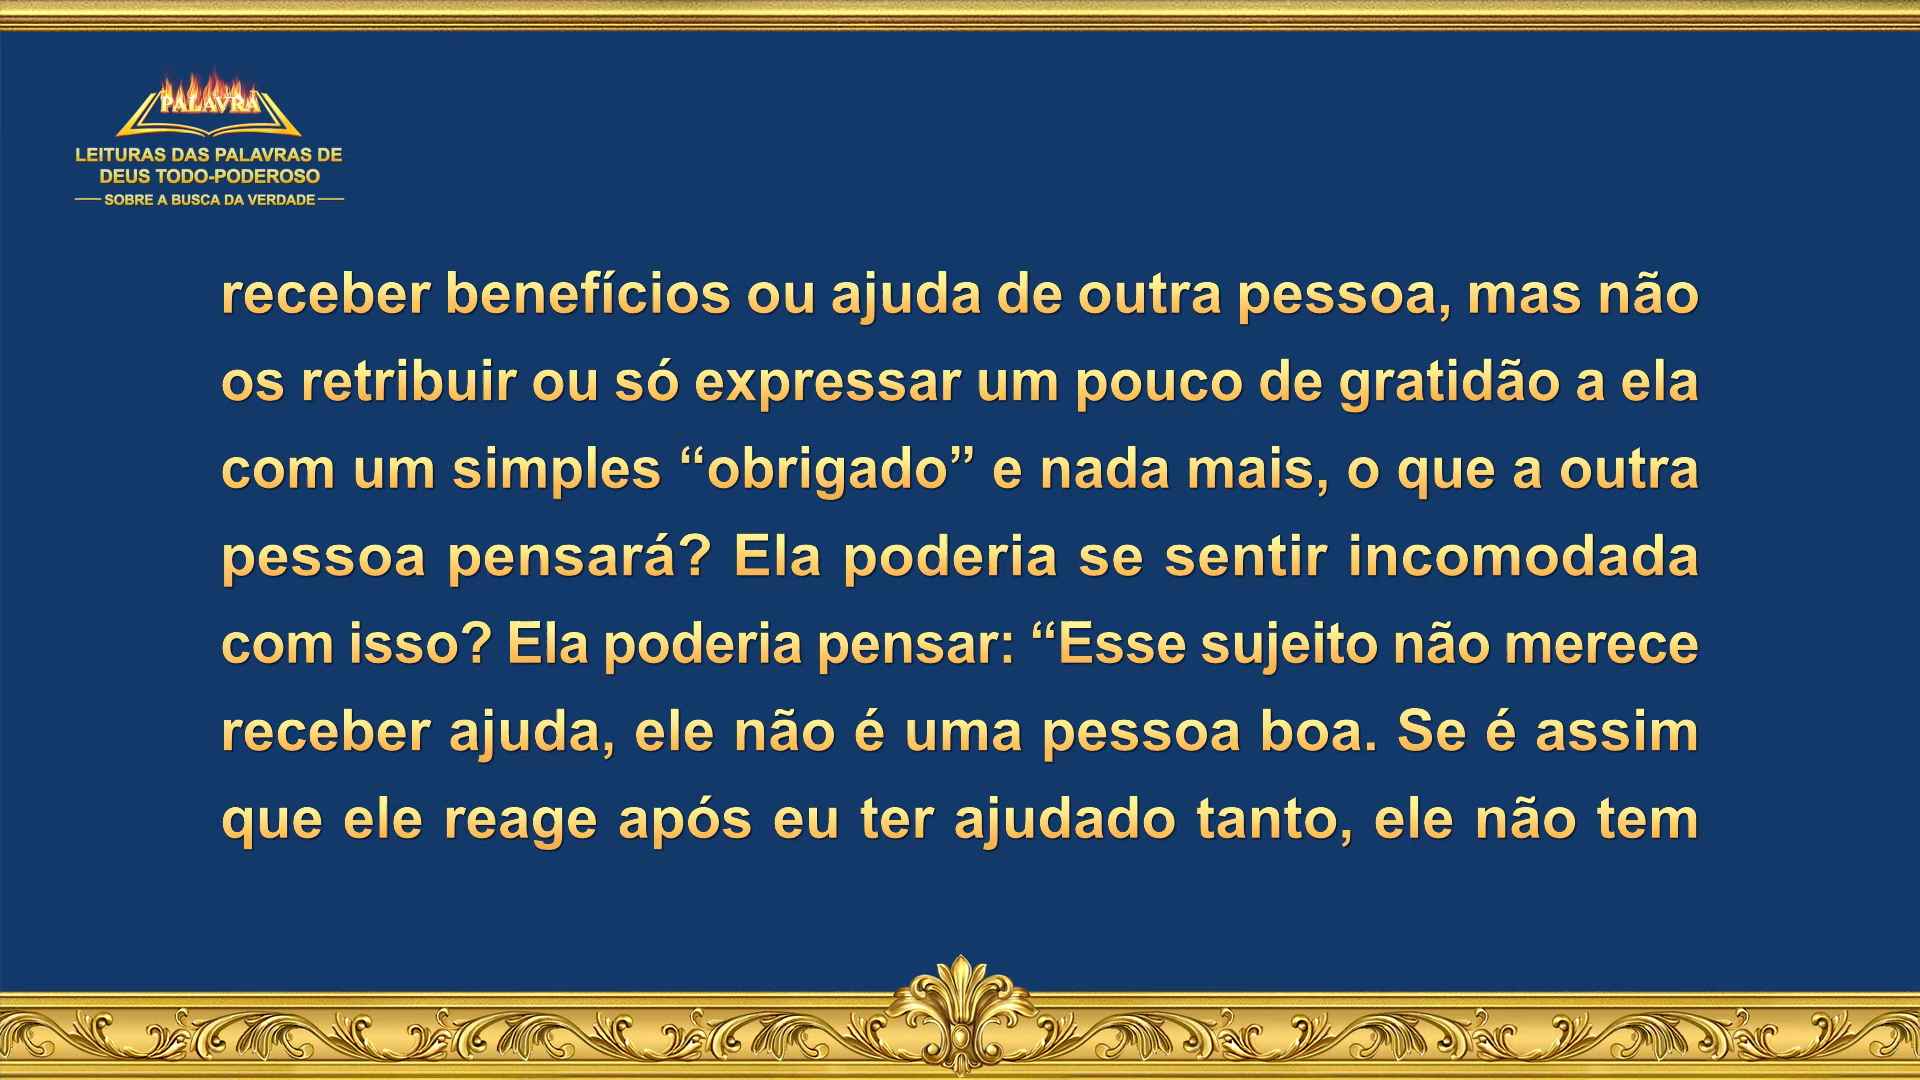 PALAVRA
LEITURAS DAS PALAVRAS DE
DEUS TODO-PODEROSO
SOBRE A BUSCA DA VERDADE
receber benefícios ou ajuda de outra pessoa, mas não
os retribuir ou só expressar um pouco de gratidão a ela
com um simples “obrigado” e nada mais, o que a outra
pessoa pensará? Ela poderia se sentir incomodada
com isso? Ela poderia pensar: “Esse sujeito não merece
receber ajuda, ele não é uma pessoa boa. Se é assim
que ele reage após eu ter ajudado tanto, ele não tem